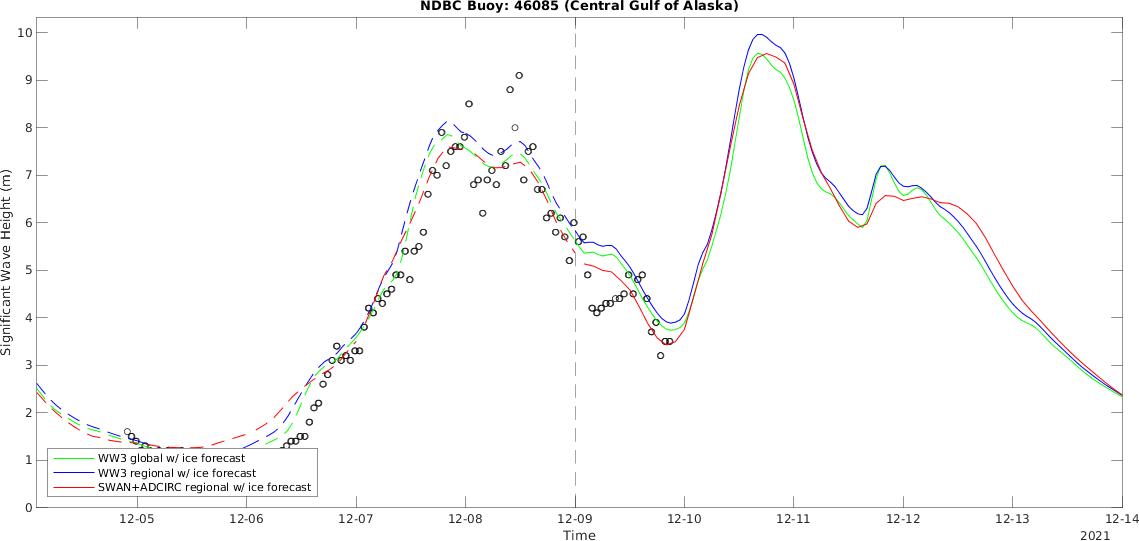 NDBC Buoy: 46085 (Central Gulf of Alaska)
10
9
8
7
6
5
4
3
2
1
0
Significant Wave Height (m)
WW3 global w/ ice forecast
WW3 regional w/ ice forecast
SWAN+ADCIRC regional w/ ice forecast
12-05 12-06 12-07 12-08 12-09 12-10 12-11 12-12 12-13 12-14
Time
2021